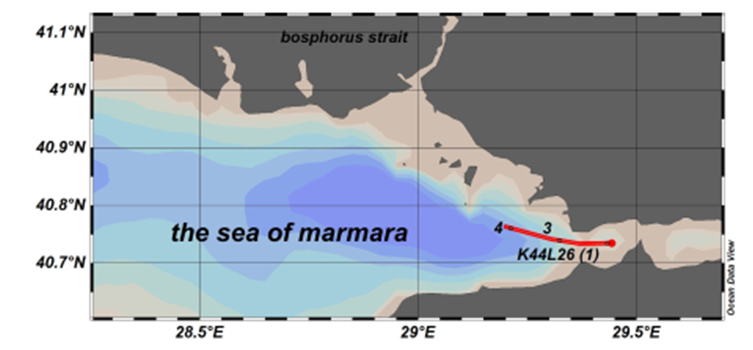 41.1°N
bosphorus strait
41°N
40.9°N
40.8°N
the sea of marmara
4
3
K44L26 (1)
40.7°N
28.5°E
29°E
29.5°E
Ocean Data View